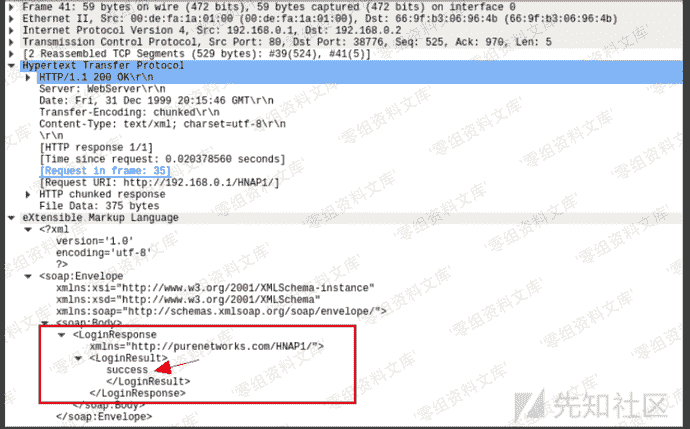 Frame 41: 59 bytes on wire (472 bits), 59 bytes captured (472 bits) on interface 0
Ethernet II, Src: 00:de:fa:1a:01:00 (00:de:fa:1a:01:00), Dst: 66:9f:b3:06:96:4b (66:9f:b3:06:96:4b)
Internet Protocol Version 4, Src: 192.168.0.1, Dst: 192.168.0.2
Transmission Control Protocol, Src Port: 80, Dst Port: 38776, Seq: 525, Ack: 970, Len: 5
[2 Reassembled TCP Segments (529 bytes): #39(524), #41(5)]
Hypertext Transfer Protocol
HTTP/1.1 200 OK\r\n
Server: WebServer\r\n
Date: Fri, 31 Dec 1999 20:15:46 GMT\r\n
Transfer-Encoding: chunked\r\n
Content-Type: text/xml; charset=utf-8\r\n
\r\n
[HTTP response 1/1]
[Time since request: 0.020378560 seconds]
[Request in frame: 35]
[Request URI: http://192.168.0.1/HNAP1/]
HTTP chunked response
File Data: 375 bytes
eXtensible Markup Language
<?xml
version='1.0'
encoding='utf-8'
?>
<soap:Envelope
xmlns:xsi="http://www.w3.org/2001/XMLSchema-instance"
xmlns:xsd="http://www.w3.org/2001/XMLSchema"
xmlns:soap="http://schemas.xmlsoap.org/soap/envelope/">
<soap:Body>
<LoginResponse
xmlns="http://purenetworks.com/HNAP1/">
<LoginResult>
success
</LoginResult>
</LoginResponse>
</soap:Body>
</soap:Envelope>
'零组资料文库'
先知社区